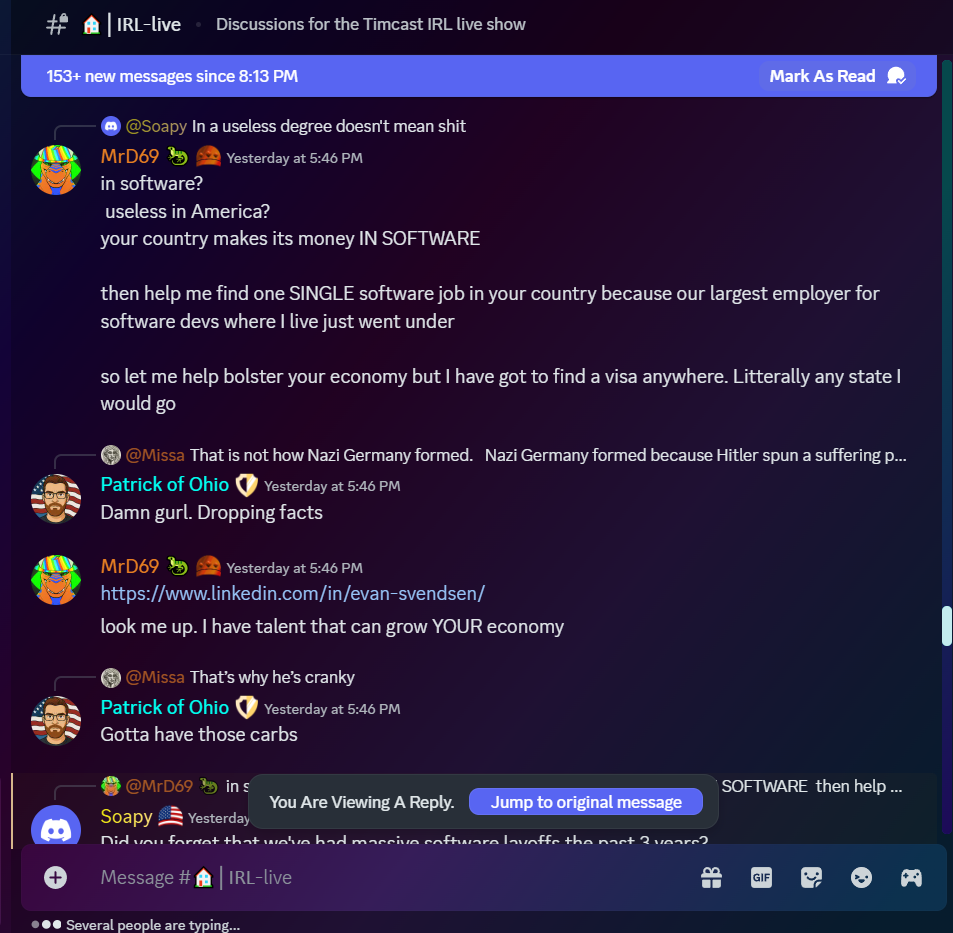 IRL-live • Discussions for the Timcast IRL live show
153+ new messages since 8:13 PM Mark As Read
@Soapy In a useless degree doesn't mean shit
MrD69 Yesterday at 5:46 PM
in software?
useless in America?
your country makes its money IN SOFTWARE
then help me find one SINGLE software job in your country because our largest employer for
software devs where I live just went under
so let me help bolster your economy but I have got to find a visa anywhere. Litterally any state I
would go
@Missa That is not how Nazi Germany formed. Nazi Germany formed because Hitler spun a suffering p...
Patrick of Ohio Yesterday at 5:46 PM
Damn gurl. Dropping facts
MrD69 Yesterday at 5:46 PM
https://www.linkedin.com/in/evan-svendsen/
look me up. I have talent that can grow YOUR economy
@Missa That’s why he’s cranky
Patrick of Ohio Yesterday at 5:46 PM
Gotta have those carbs
@MrD69 in s SOFTWARE then help ...
You Are Viewing A Reply. Jump to original message
Soapy Yesterday
Did you forget that we've had massive software layoffs the past 3 years?
Message # | IRL-live
GIF
Several people are typing...